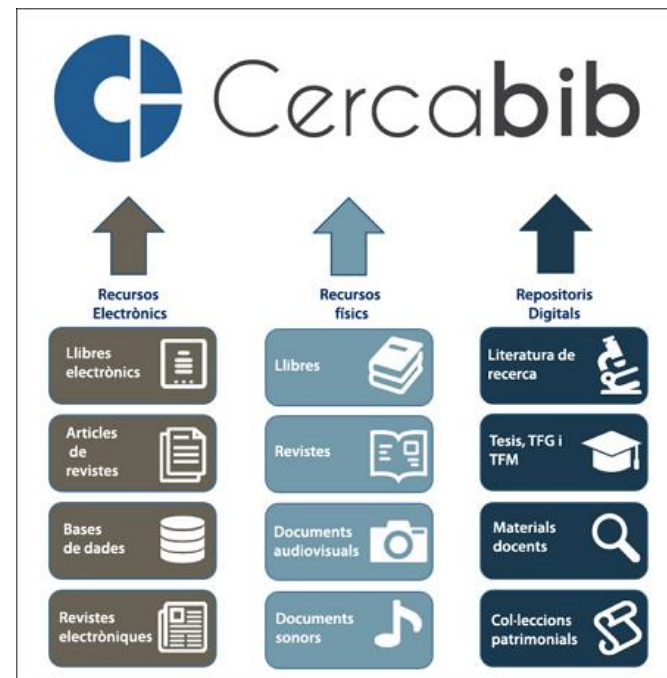 Cercabib
Recursos
Electrònics
Llibres
electrònics
Articles
de
revistes
Bases
de dades
Revistes
electròniques
Recursos
físics
Llibres
Revistes
Documents
audiovisuals
Documents
sonors
Repositoris
Digitals
Literatura de
recerca
Tesis, TFG i
TFM
Materials
docents
Col·leccions
patrimonials